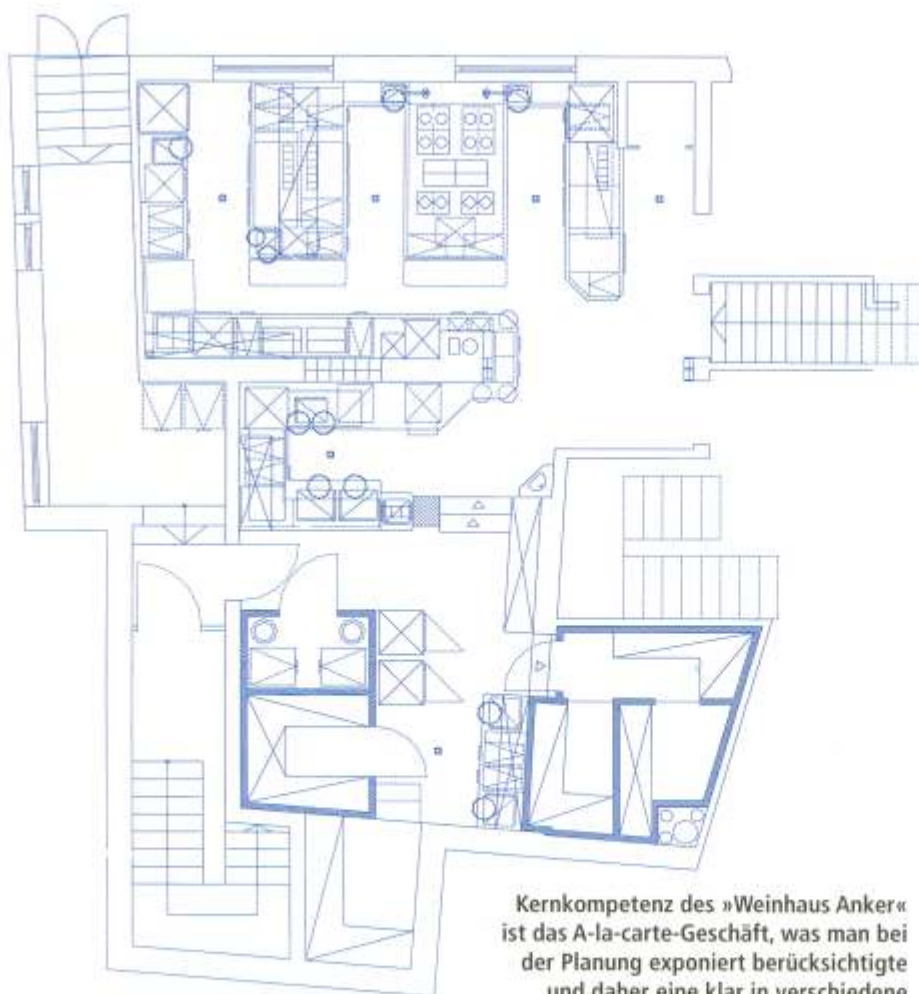 Kernkompetenz des »Weinhaus Anker«
ist das A-la-carte-Geschäft, was man bei
der Planung exponiert berücksichtigte
und daher eine klar in verschiedene